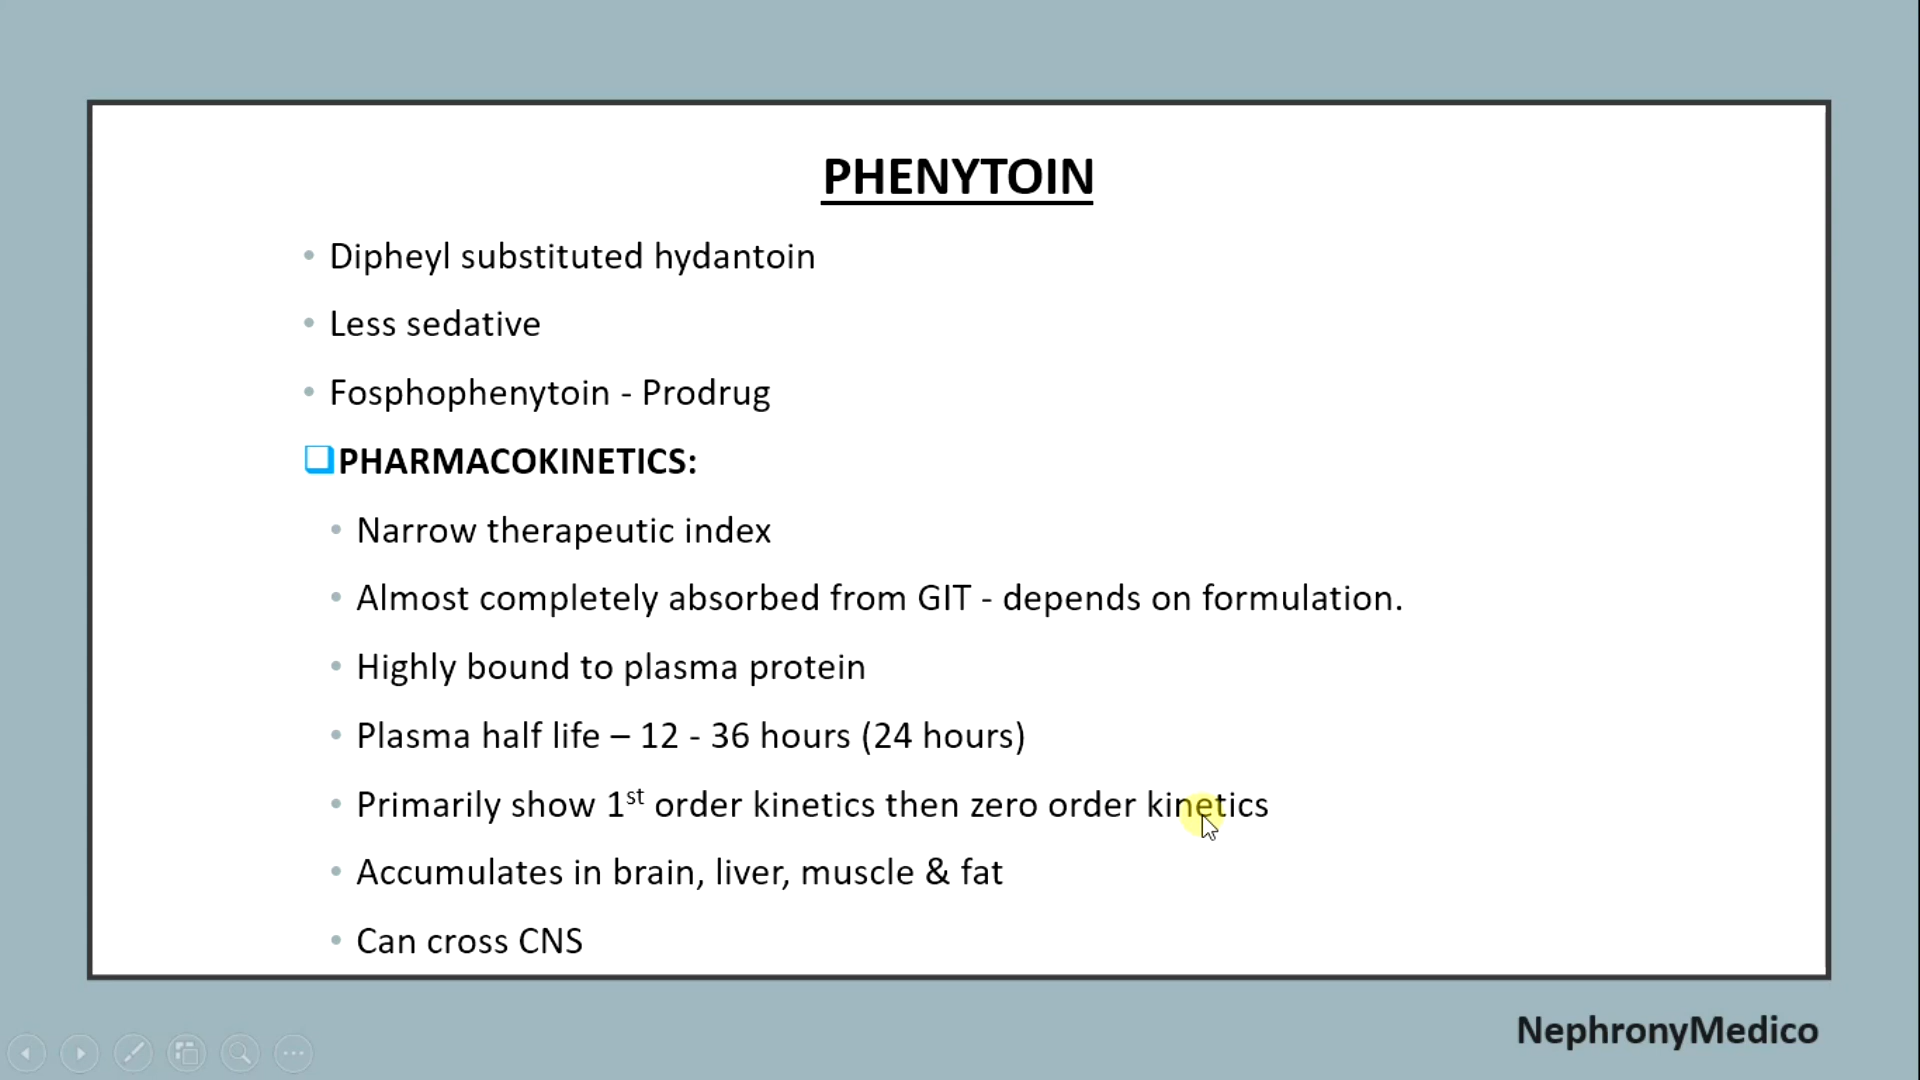 PHENYTOIN
• Dipheyl substituted hydantoin
• Less sedative
• Fosphophenytoin - Prodrug
❑PHARMACOKINETICS:
• Narrow therapeutic index
• Almost completely absorbed from GIT - depends on formulation.
• Highly bound to plasma protein
• Plasma half life – 12 - 36 hours (24 hours)
• Primarily show 1st order kinetics then zero order kinetics
• Accumulates in brain, liver, muscle & fat
• Can cross CNS
NephronyMedico